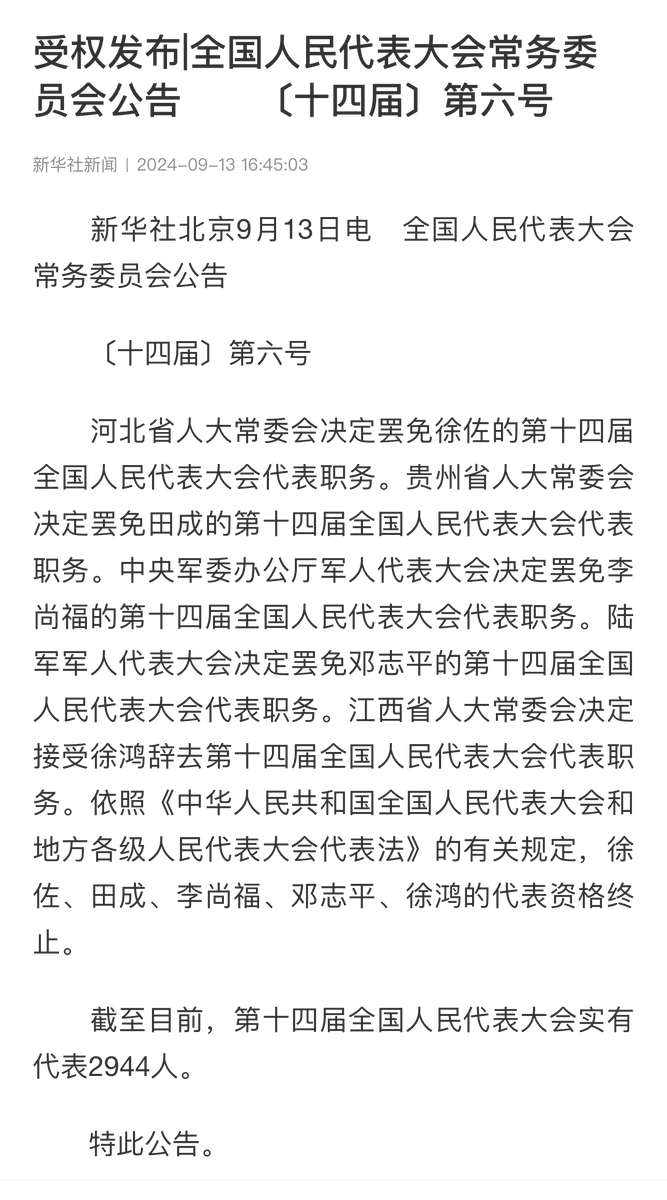 受权发布|全国人民代表大会常务委
员会公告　　〔十四届〕第六号
新华社新闻 | 2024-09-13 16:45:03
新华社北京9月13日电　全国人民代表大会
常务委员会公告
〔十四届〕第六号
河北省人大常委会决定罢免徐佐的第十四届
全国人民代表大会代表职务。贵州省人大常委会
决定罢免田成的第十四届全国人民代表大会代表
职务。中央军委办公厅军人代表大会决定罢免李
尚福的第十四届全国人民代表大会代表职务。陆
军军人代表大会决定罢免邓志平的第十四届全国
人民代表大会代表职务。江西省人大常委会决定
接受徐鸿辞去第十四届全国人民代表大会代表职
务。依照《中华人民共和国全国人民代表大会和
地方各级人民代表大会代表法》的有关规定，徐
佐、田成、李尚福、邓志平、徐鸿的代表资格终
止。
截至目前，第十四届全国人民代表大会实有
代表2944人。
特此公告。